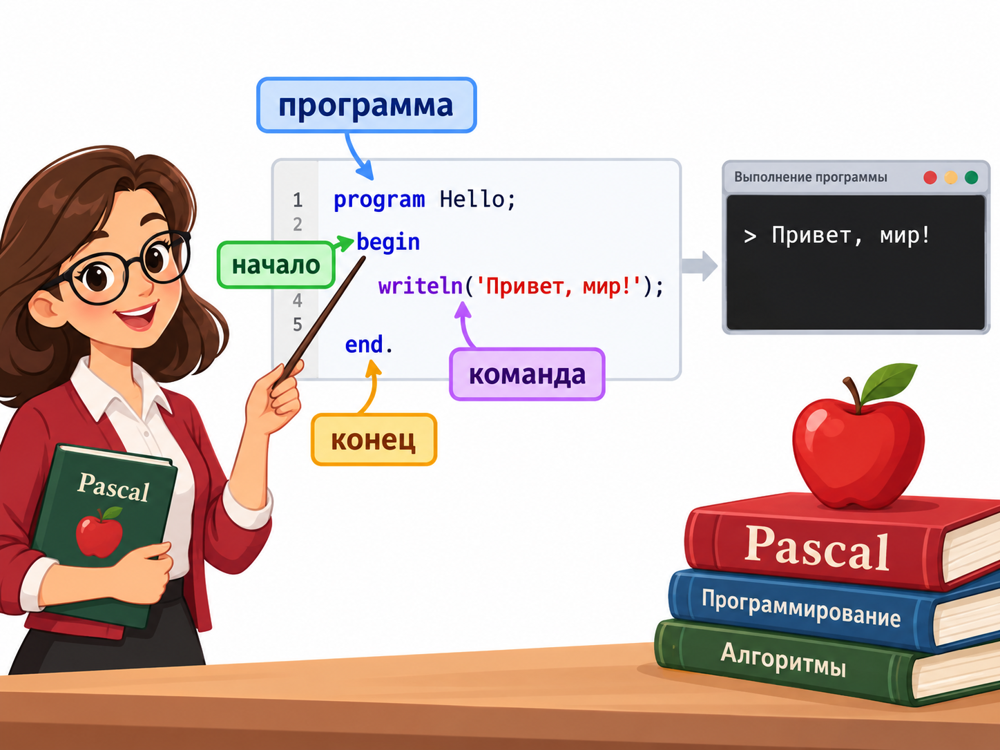 программа
1 program Hello;
2
начало
begin
writeln('Привет, мир!');
4
5
end.
команда
конец
Выполнение программы
> Привет, мир!
Pascal
Pascal
Программирование
Алгоритмы